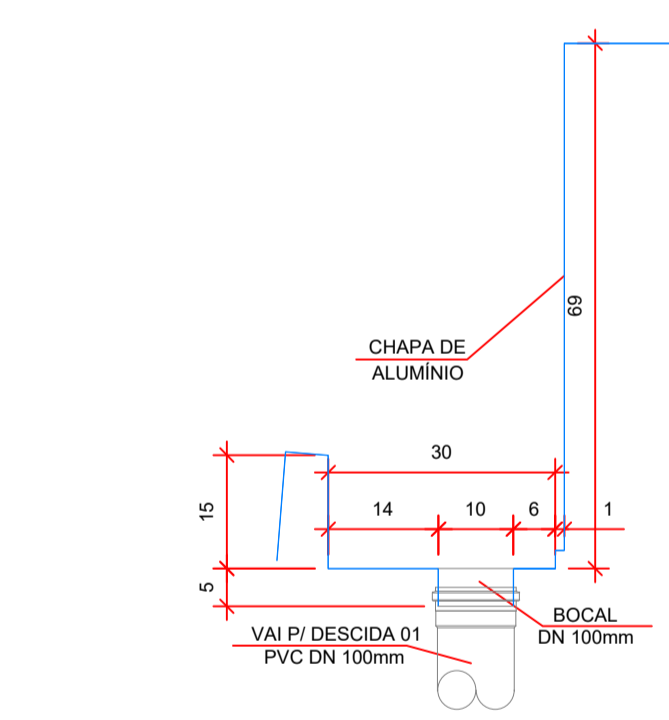 69
CHAPA DE
ALUMÍNIO
30
15
14
10
6
1
5
BOCAL
DN 100mm
VAI P/ DESCIDA 01
PVC DN 100mm